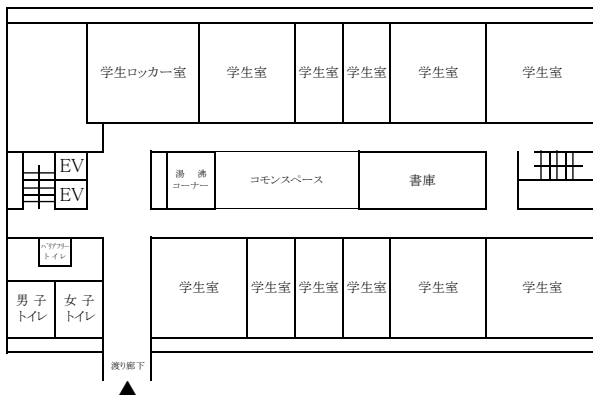 学生ロッカー室
学生室
学生室
学生室
学生室
学生室
EV
EV
湯 沸
コーナー
コモンスペース
書庫
バリアフリー
トイレ
男子
トイレ
女子
トイレ
学生室
学生室
学生室
学生室
学生室
学生室
渡り廊下